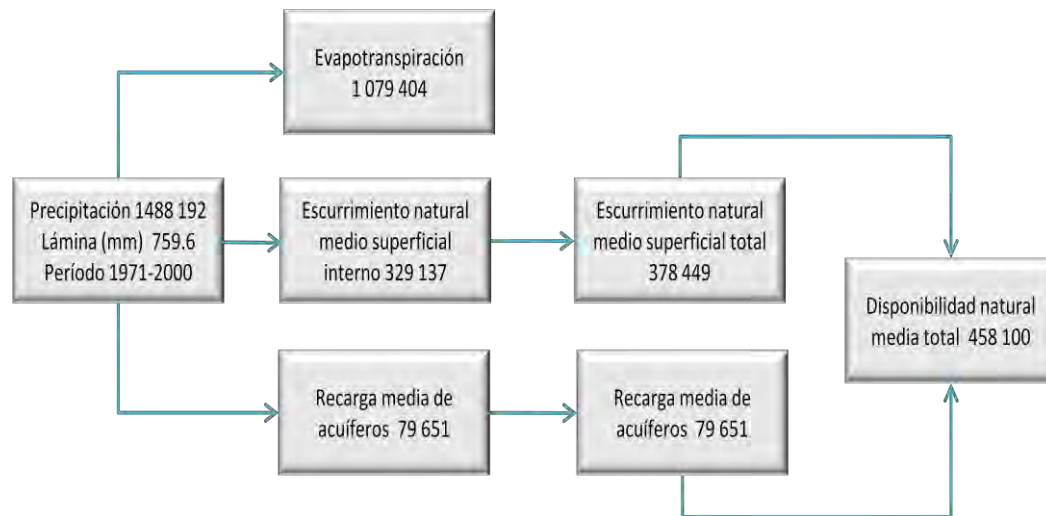 Evapotranspiración
1 079 404
Precipitación 1488 192
Lámina (mm) 759.6
Período 1971-2000
Escurrimiento natural
medio superficial
interno 329 137
Escurrimiento natural
medio superficial total
378 449
Disponibilidad natural
media total 458 100
Recarga media de
acuíferos 79 651
Recarga media de
acuíferos 79 651